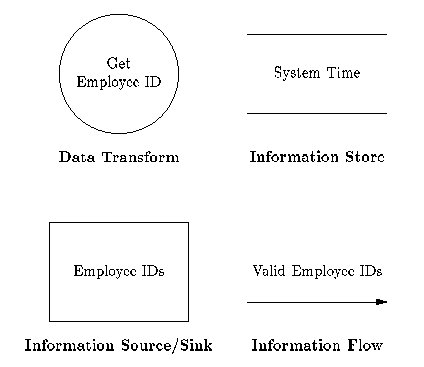 Get
Employee ID
System Time
Data Transform
Information Store
Employee IDs
Valid Employee IDs
Information Source/Sink
Information Flow